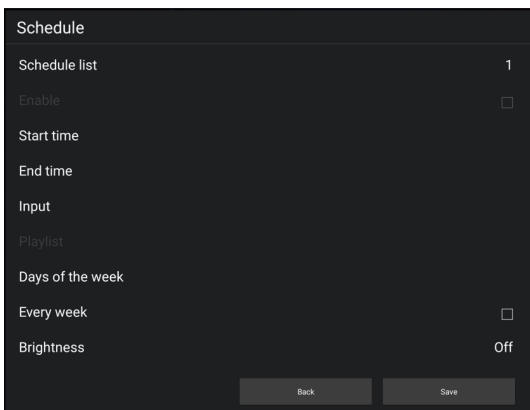 Schedule
Schedule list 1
Enable
Start time
End time
Input
Playlist
Days of the week
Every week
Brightness Off
Back Save